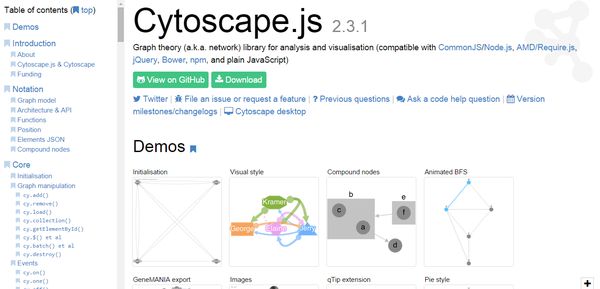 Table of contents ( top)
Demos
Introduction
About
Cytoscape.js & Cytoscape
Funding
Notation
Graph model
Architecture & API
Functions
Position
Elements JSON
Compound nodes
Core
Initialisation
Graph manipulation
cy.add()
cy.remove()
cy.load()
cy.collection()
cy.getElementById()
cy.$() et al
cy.batch() et al
cy.destroy()
Events
cy.on()
cy.one()
Cytoscape.js 2.3.1
Graph theory (a.k.a. network) library for analysis and visualisation (compatible with CommonJS/Node.js, AMD/Require.js,
jQuery, Bower, npm, and plain JavaScript)
View on GitHub Download
Twitter | File an issue or request a feature | ? Previous questions | Ask a code help question | Version
milestones/changelogs | Cytoscape desktop
Demos
Initialisation Visual style Compound nodes Animated BFS
Kramer
George Elaine Jerry
b e
c f
a
d
GeneMANIA export Images qTip extension Pie style